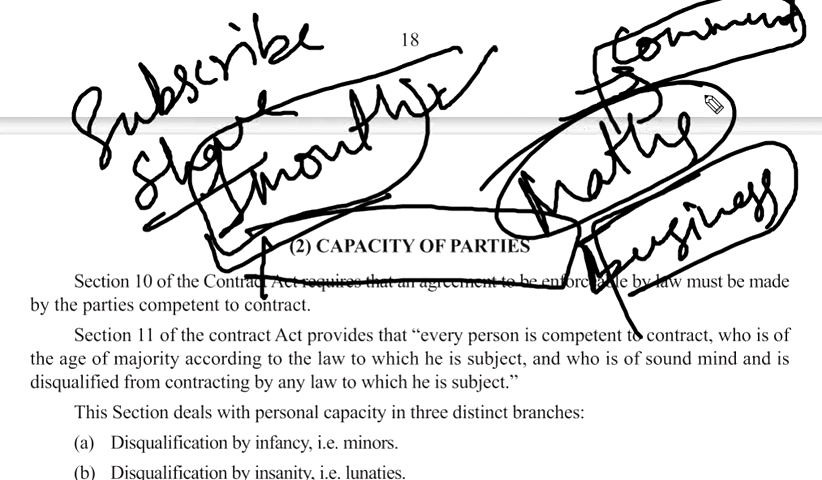 18
Subscribe
Comment
Share
1 month
Maths
business
(2) CAPACITY OF PARTIES
Section 10 of the Contract Act requires that an agreement to be enforceable by law must be made
by the parties competent to contract.
Section 11 of the contract Act provides that “every person is competent to contract, who is of
the age of majority according to the law to which he is subject, and who is of sound mind and is
disqualified from contracting by any law to which he is subject.”
This Section deals with personal capacity in three distinct branches:
(a) Disqualification by infancy, i.e. minors.
(b) Disqualification by insanity, i.e. lunaties.